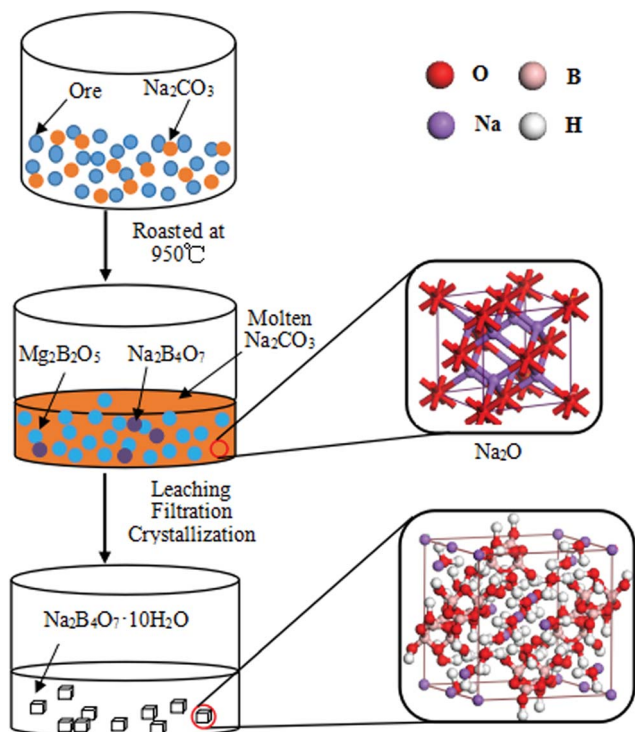 Ore
Na₂CO₃
O
B
Na
H
Roasted at
950℃
Mg₂B₂O₅
Na₂B₄O₇
Molten
Na₂CO₃
Na₂O
Leaching
Filtration
Crystallization
Na₂B₄O₇·10H₂O